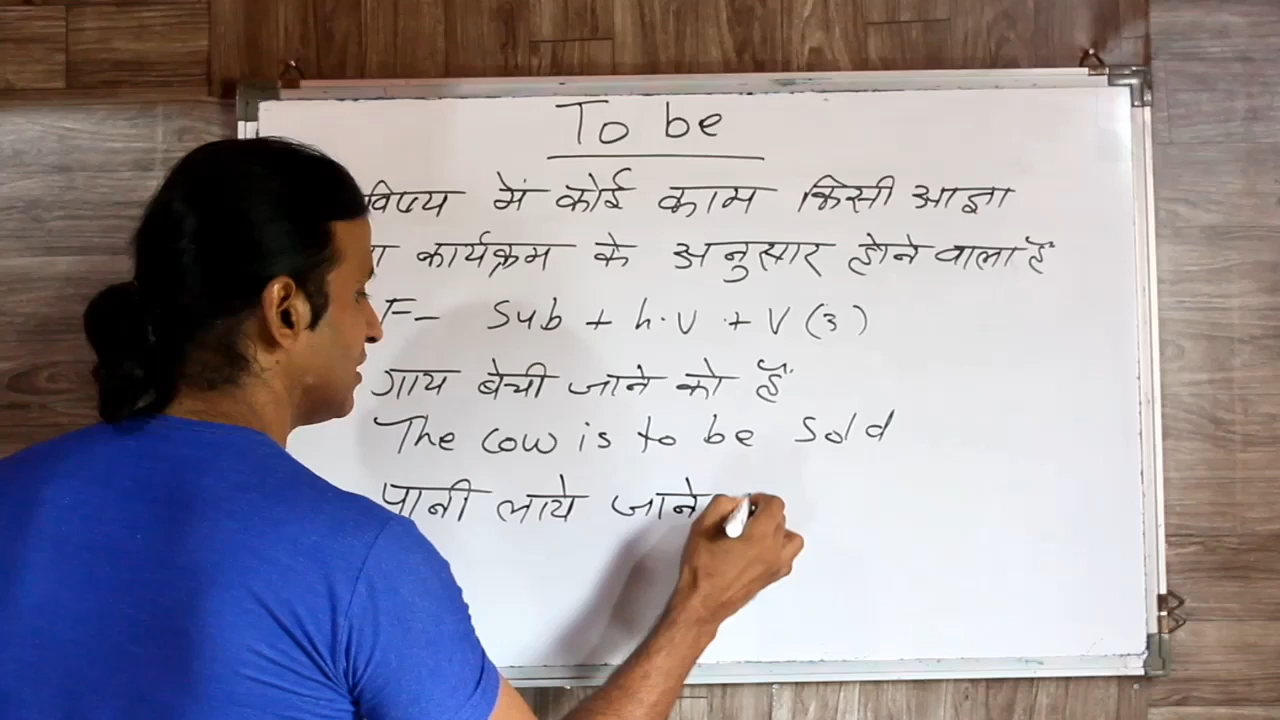 To be
में कोई काम किसी आज्ञा
कार्यक्रम के अनुसार होने वाला हैं
F- Sub + h.v + V (3)
गाय बेची जाने को हैं
The cow is to be sold
पानी लाये जाने